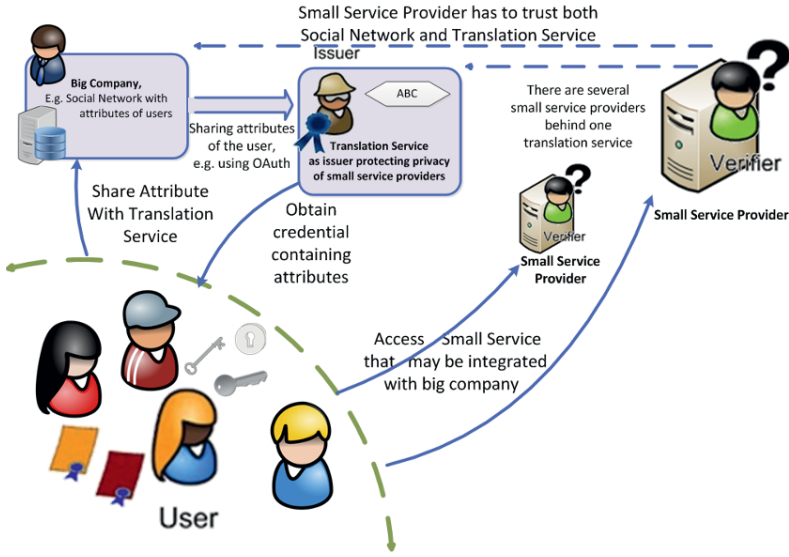 Small Service Provider has to trust both
Social Network and Translation Service
Issuer
Big Company,
E.g. Social Network with
attributes of users
ABC
Translation Service
as issuer protecting privacy
of small service providers
Sharing attributes
of the user,
e.g. using OAuth
There are several
small service providers
behind one
translation service
Verifier
Small Service Provider
Share Attribute
With Translation
Service
Obtain
credential
containing
attributes
Verifier
Small Service
Provider
Access Small Service
that may be integrated
with big company
User